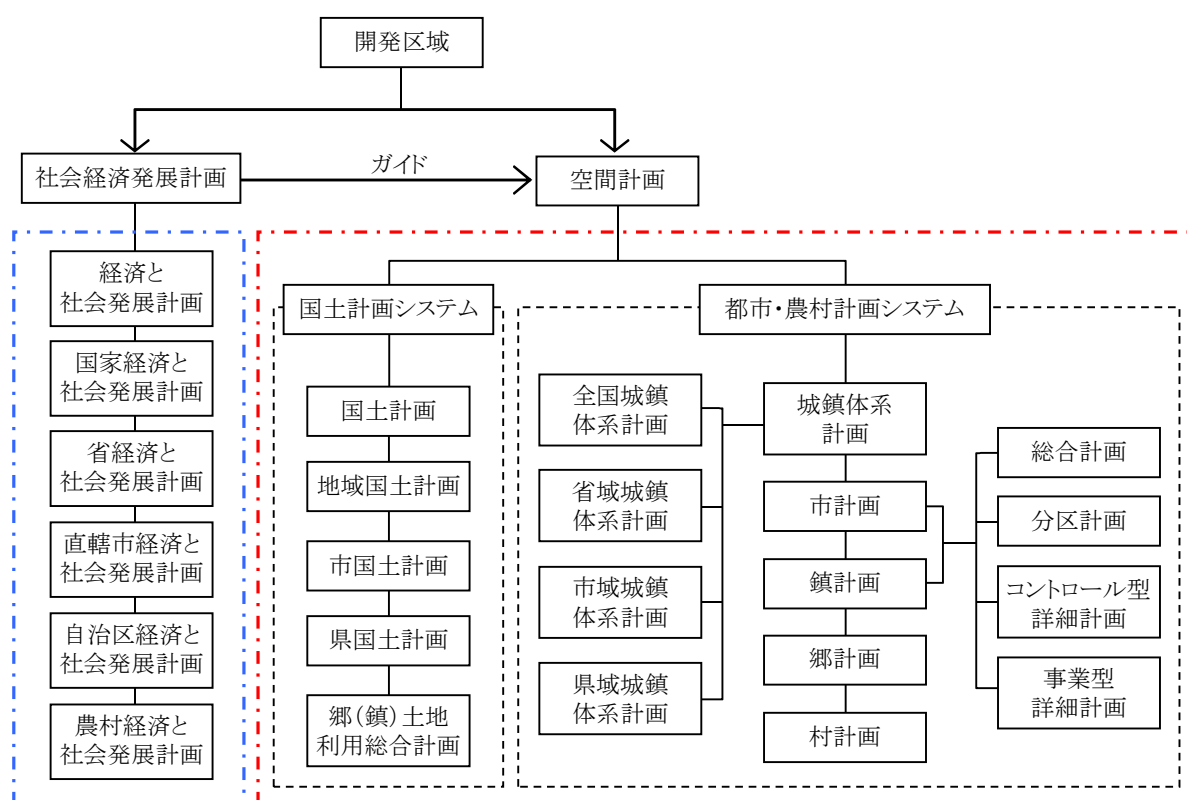 開発区域
社会経済発展計画
ガイド
空間計画
経済と
社会発展計画
国家経済と
社会発展計画
省経済と
社会発展計画
直轄市経済と
社会発展計画
自治区経済と
社会発展計画
農村経済と
社会発展計画
国土計画システム
国土計画
地域国土計画
市国土計画
県国土計画
郷(鎮)土地
利用総合計画
都市・農村計画システム
全国城鎮
体系計画
省域城鎮
体系計画
市域城鎮
体系計画
県域城鎮
体系計画
城鎮体系
計画
市計画
鎮計画
郷計画
村計画
総合計画
分区計画
コントロール型
詳細計画
事業型
詳細計画